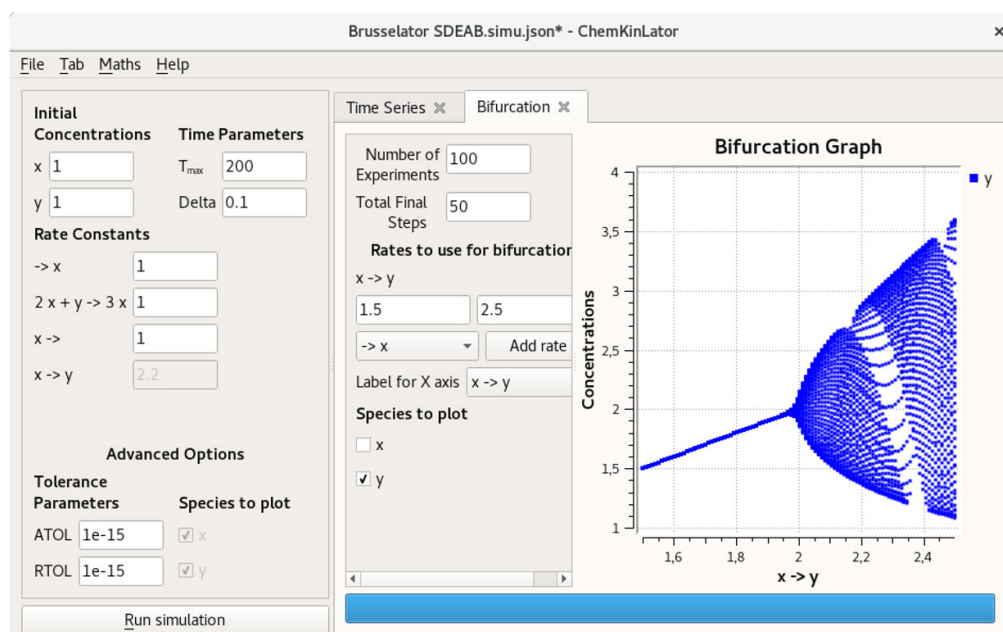 Brusselator SDEAB.simu.json* - ChemKinLator
File Tab Maths Help
Initial
Concentrations
Time Parameters
x 1
Tmax 200
y 1
Delta 0.1
Rate Constants
-> x 1
2 x + y -> 3 x 1
x -> 1
x -> y 2.2
Advanced Options
Tolerance
Parameters
Species to plot
ATOL 1e-15
x
RTOL 1e-15
y
Run simulation
Time Series
Bifurcation
Number of
Experiments
100
Total Final
Steps
50
Rates to use for bifurcation
x -> y
1.5 2.5
-> x Add rate
Label for X axis x -> y
Species to plot
x
y
Bifurcation Graph
y
Concentrations
4
3,5
3
2,5
2
1,5
1
1,6 1,8 2 2,2 2,4
x -> y